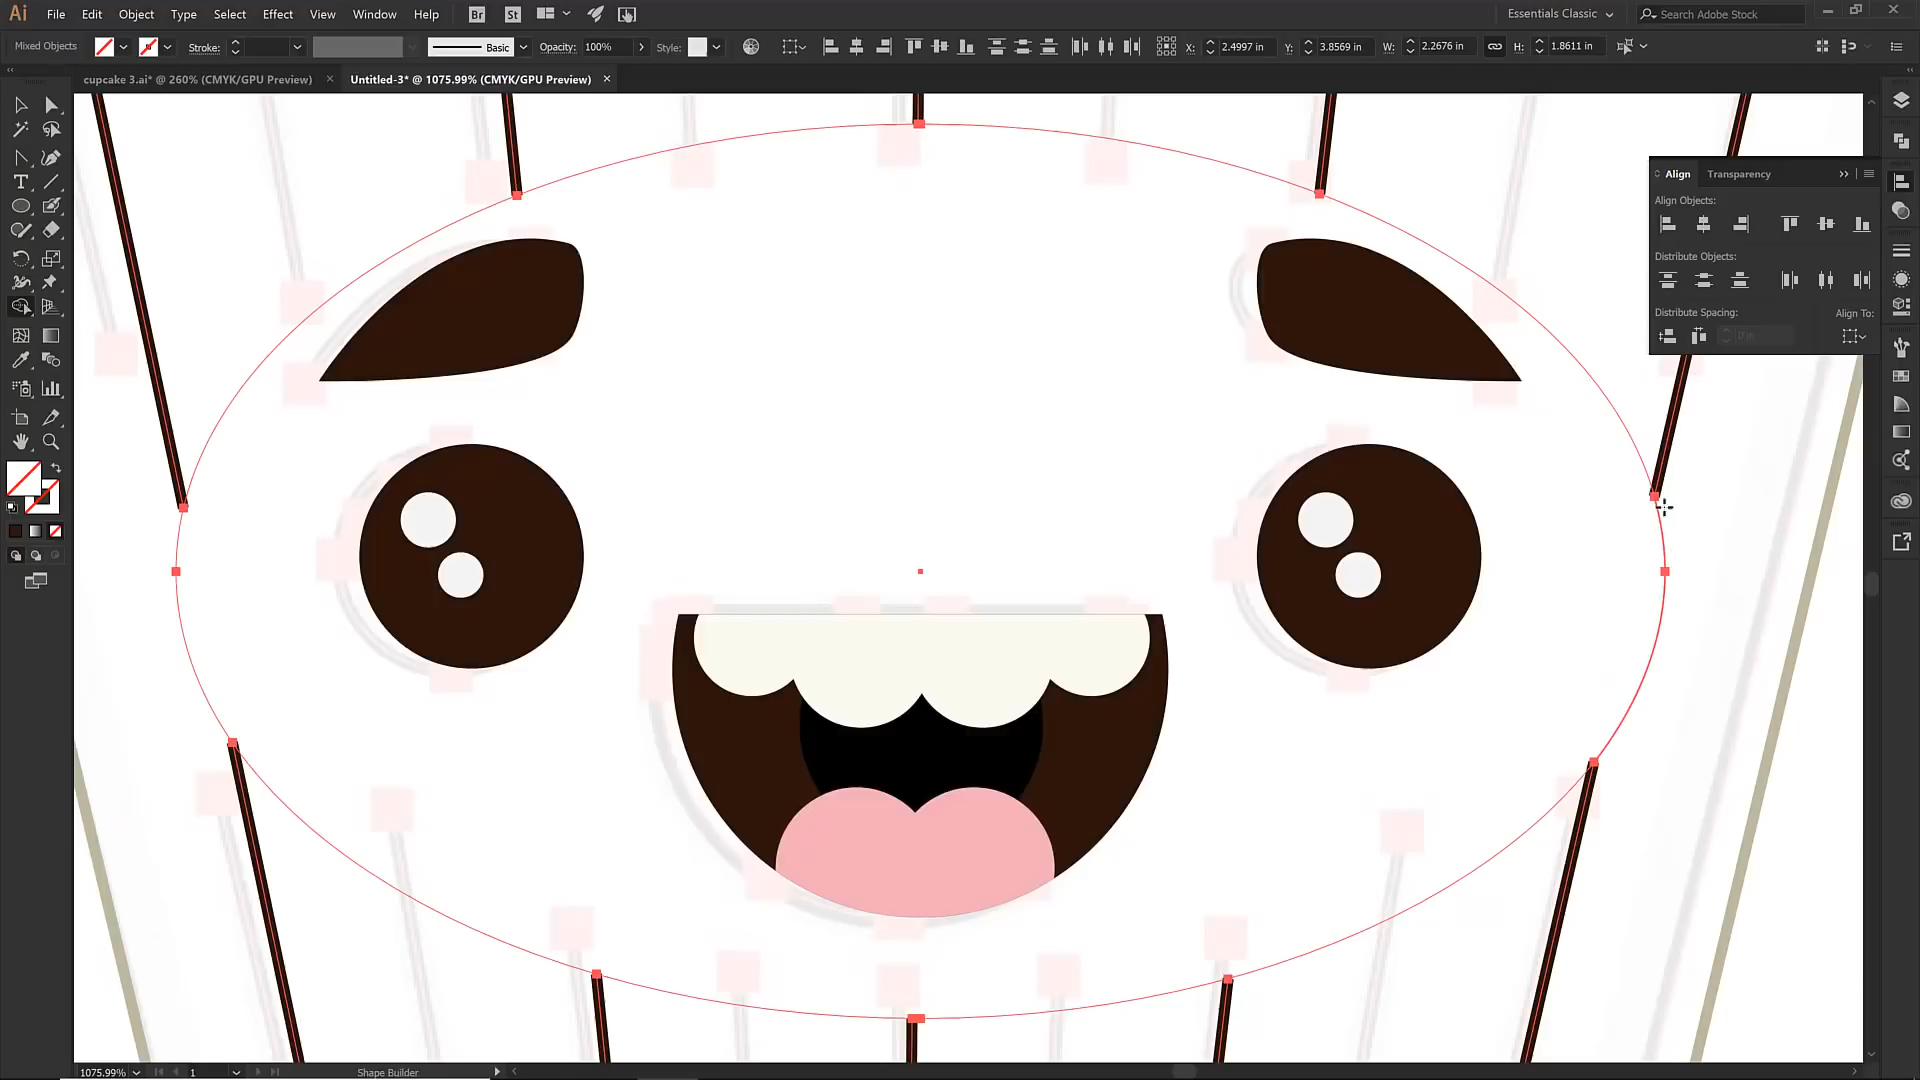 Ai File Edit Object Type Select Effect View Window Help Br St Essentials Classic Search Adobe Stock
Mixed Objects Stroke: Basic Opacity: 100% Style: X: 2.4997 in Y: 3.8569 in W: 2.2676 in H: 1.8611 in
cupcake 3.ai* @ 260% (CMYK/GPU Preview) × Untitled-3* @ 1075.99% (CMYK/GPU Preview) ×
Align Transparency
Align Objects:
Distribute Objects:
Distribute Spacing: Align To:
0 in
1075.99% 1 Shape Builder